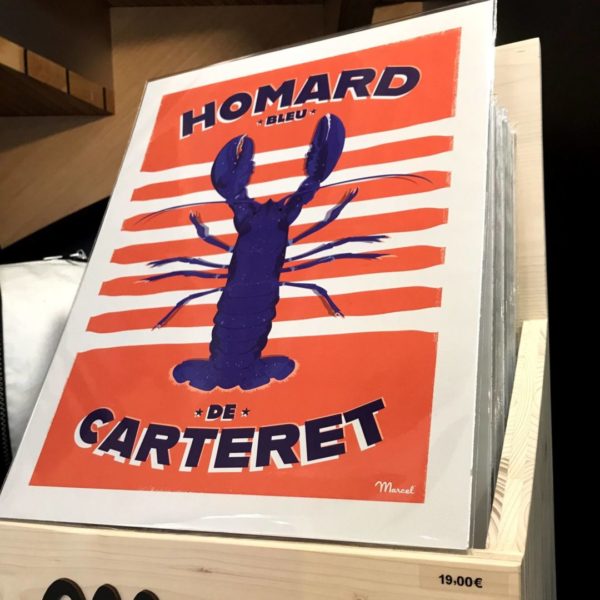 HOMARD
★ BLEU ★
★ DE ★
CARTERET
Marcel
19,00€